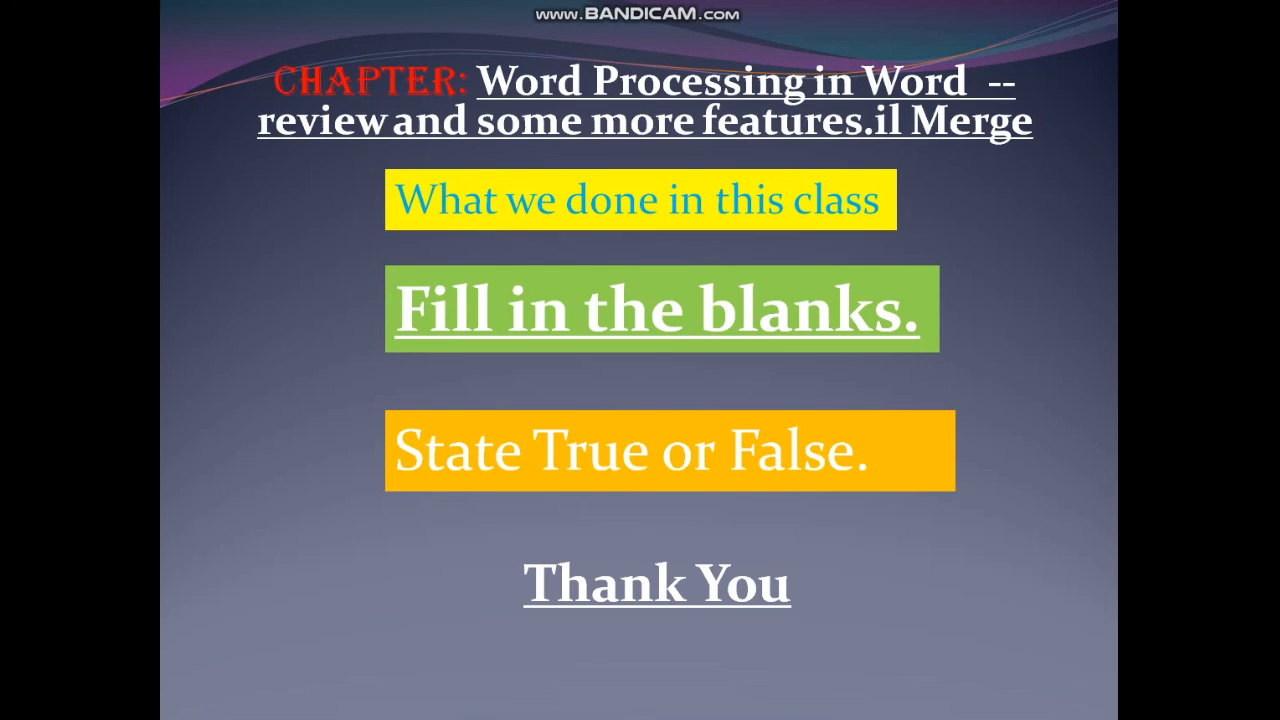 www.BANDICAM.com
CHAPTER: Word Processing in Word --
review and some more features.il Merge
What we done in this class
Fill in the blanks.
State True or False.
Thank You